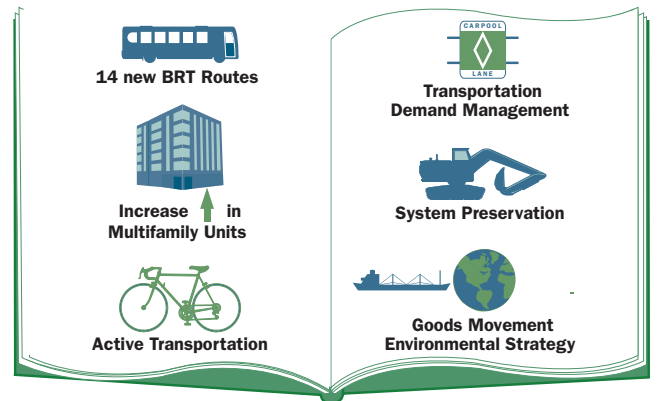 14 new BRT Routes
Increase in
Multifamily Units
Active Transportation
CARPOOL
LANE
Transportation
Demand Management
System Preservation
Goods Movement
Environmental Strategy